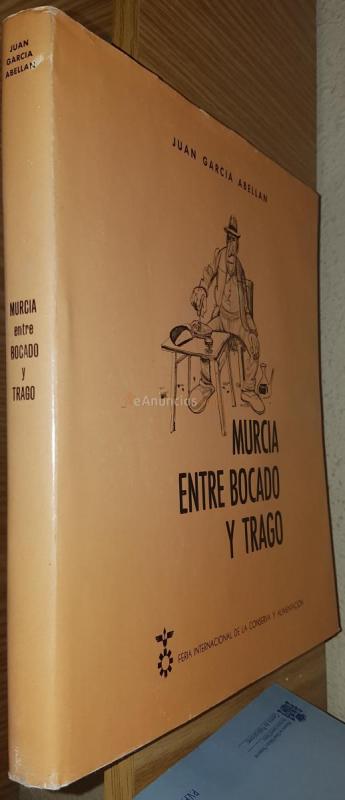 JUAN
GARCIA
ABELLAN
MURCIA
entre
BOCADO
y
TRAGO
JUAN GARCIA ABELLAN
eAnuncios
MURCIA
ENTRE BOCADO
Y TRAGO
FERIA INTERNACIONAL DE LA CONSERVA Y ALIMENTACION